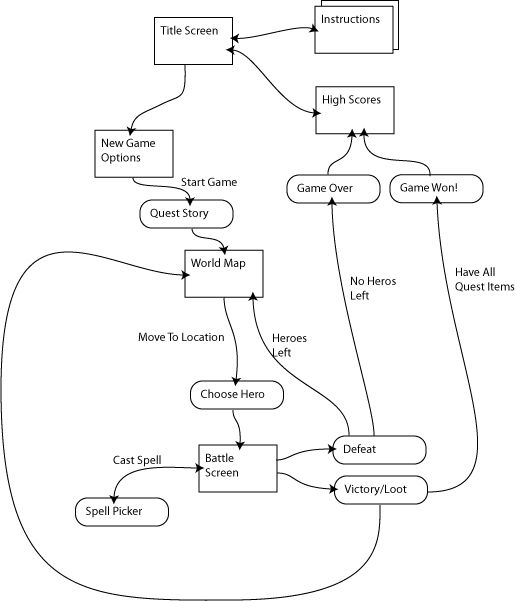 Title Screen
Instructions
High Scores
New Game
Options
Start Game
Game Over
Game Won!
Quest Story
World Map
No Heros
Left
Have All
Quest Items
Move To Location
Heroes
Left
Choose Hero
Battle
Screen
Defeat
Cast Spell
Victory/Loot
Spell Picker